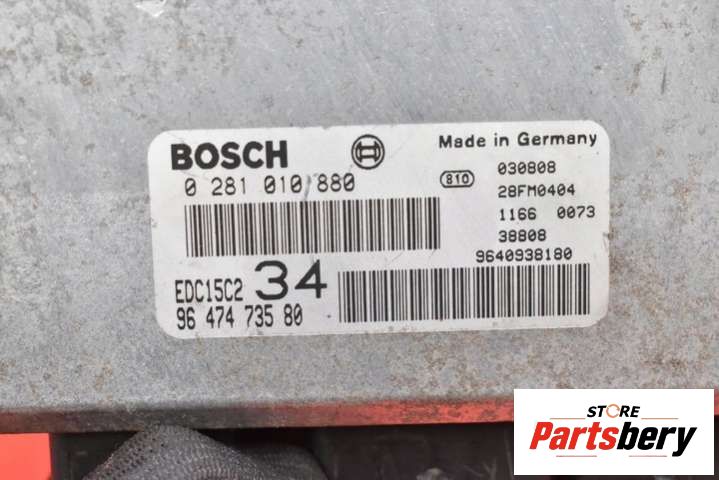 BOSCH
Made in Germany
0 281 010 880
810
030808
28FM0404
1166 0073
38808
9640938180
EDC15C2 34
96 474 735 80
STORE
Partsbery